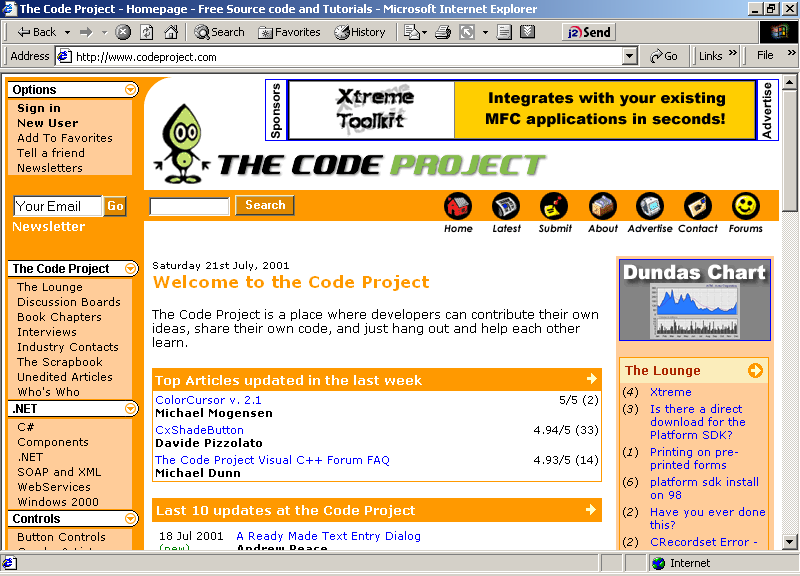 The Code Project - Homepage - Free Source code and Tutorials - Microsoft Internet Explorer
Back
Search
Favorites
History
Send
Address
http://www.codeproject.com
Go
Links
File
Options
Sign in
New User
Add To Favorites
Tell a friend
Newsletters
Your Email
Go
Newsletter
The Code Project
The Lounge
Discussion Boards
Book Chapters
Interviews
Industry Contacts
The Scrapbook
Unedited Articles
Who's Who
.NET
C#
Components
.NET
SOAP and XML
WebServices
Windows 2000
Controls
Button Controls
Sponsors
Xtreme
Toolkit
Integrates with your existing
MFC applications in seconds!
Advertise
THE CODE PROJECT
Search
Home
Latest
Submit
About
Advertise
Contact
Forums
Saturday 21st July, 2001
Welcome to the Code Project
The Code Project is a place where developers can contribute their own
ideas, share their own code, and just hang out and help each other
learn.
Top Articles updated in the last week
ColorCursor v. 2.1 5/5 (2)
Michael Mogensen
CxShadeButton 4.94/5 (33)
Davide Pizzolato
The Code Project Visual C++ Forum FAQ 4.93/5 (14)
Michael Dunn
Last 10 updates at the Code Project
18 Jul 2001 A Ready Made Text Entry Dialog
(new) Andrew Peace
Dundas Chart
The Lounge
(4) Xtreme
(3) Is there a direct
download for the
Platform SDK?
(1) Printing on pre-
printed forms
(6) platform sdk install
on 98
(2) Have you ever done
this?
(2) CRecordset Error -
Internet